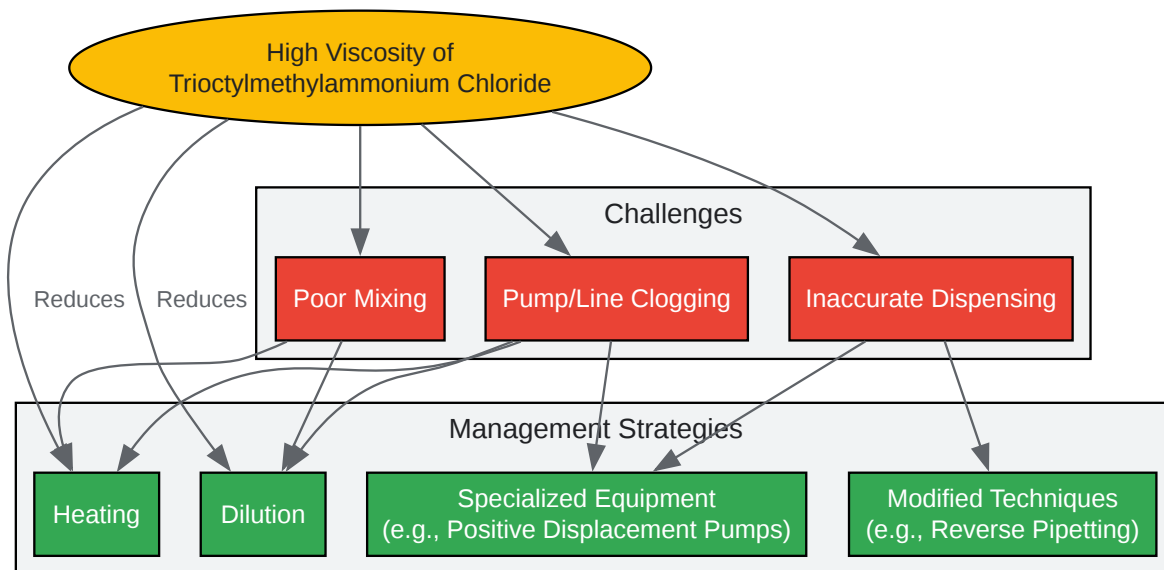 High Viscosity of
Trioctylmethylammonium Chloride
Challenges
Poor Mixing
Pump/Line Clogging
Inaccurate Dispensing
Reduces
Reduces
Management Strategies
Heating
Dilution
Specialized Equipment
(e.g., Positive Displacement Pumps)
Modified Techniques
(e.g., Reverse Pipetting)